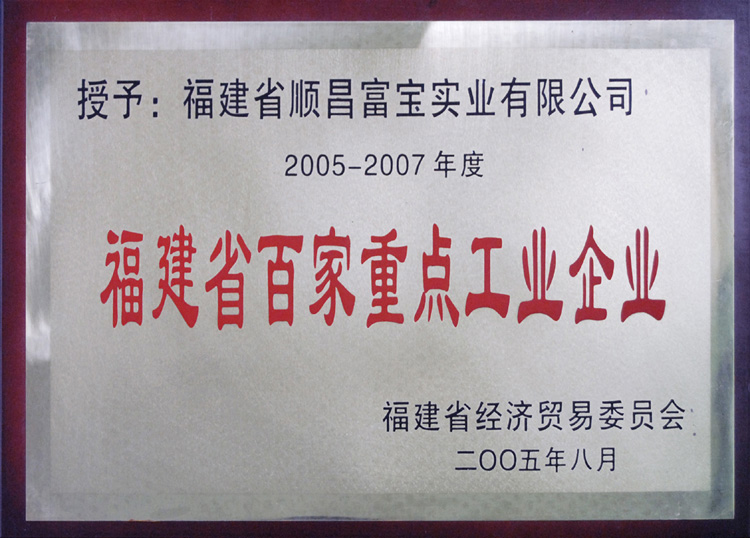 授予：福建省顺昌富宝实业有限公司
2005-2007年度
福建省百家重点工业企业
福建省经济贸易委员会
二〇〇五年八月